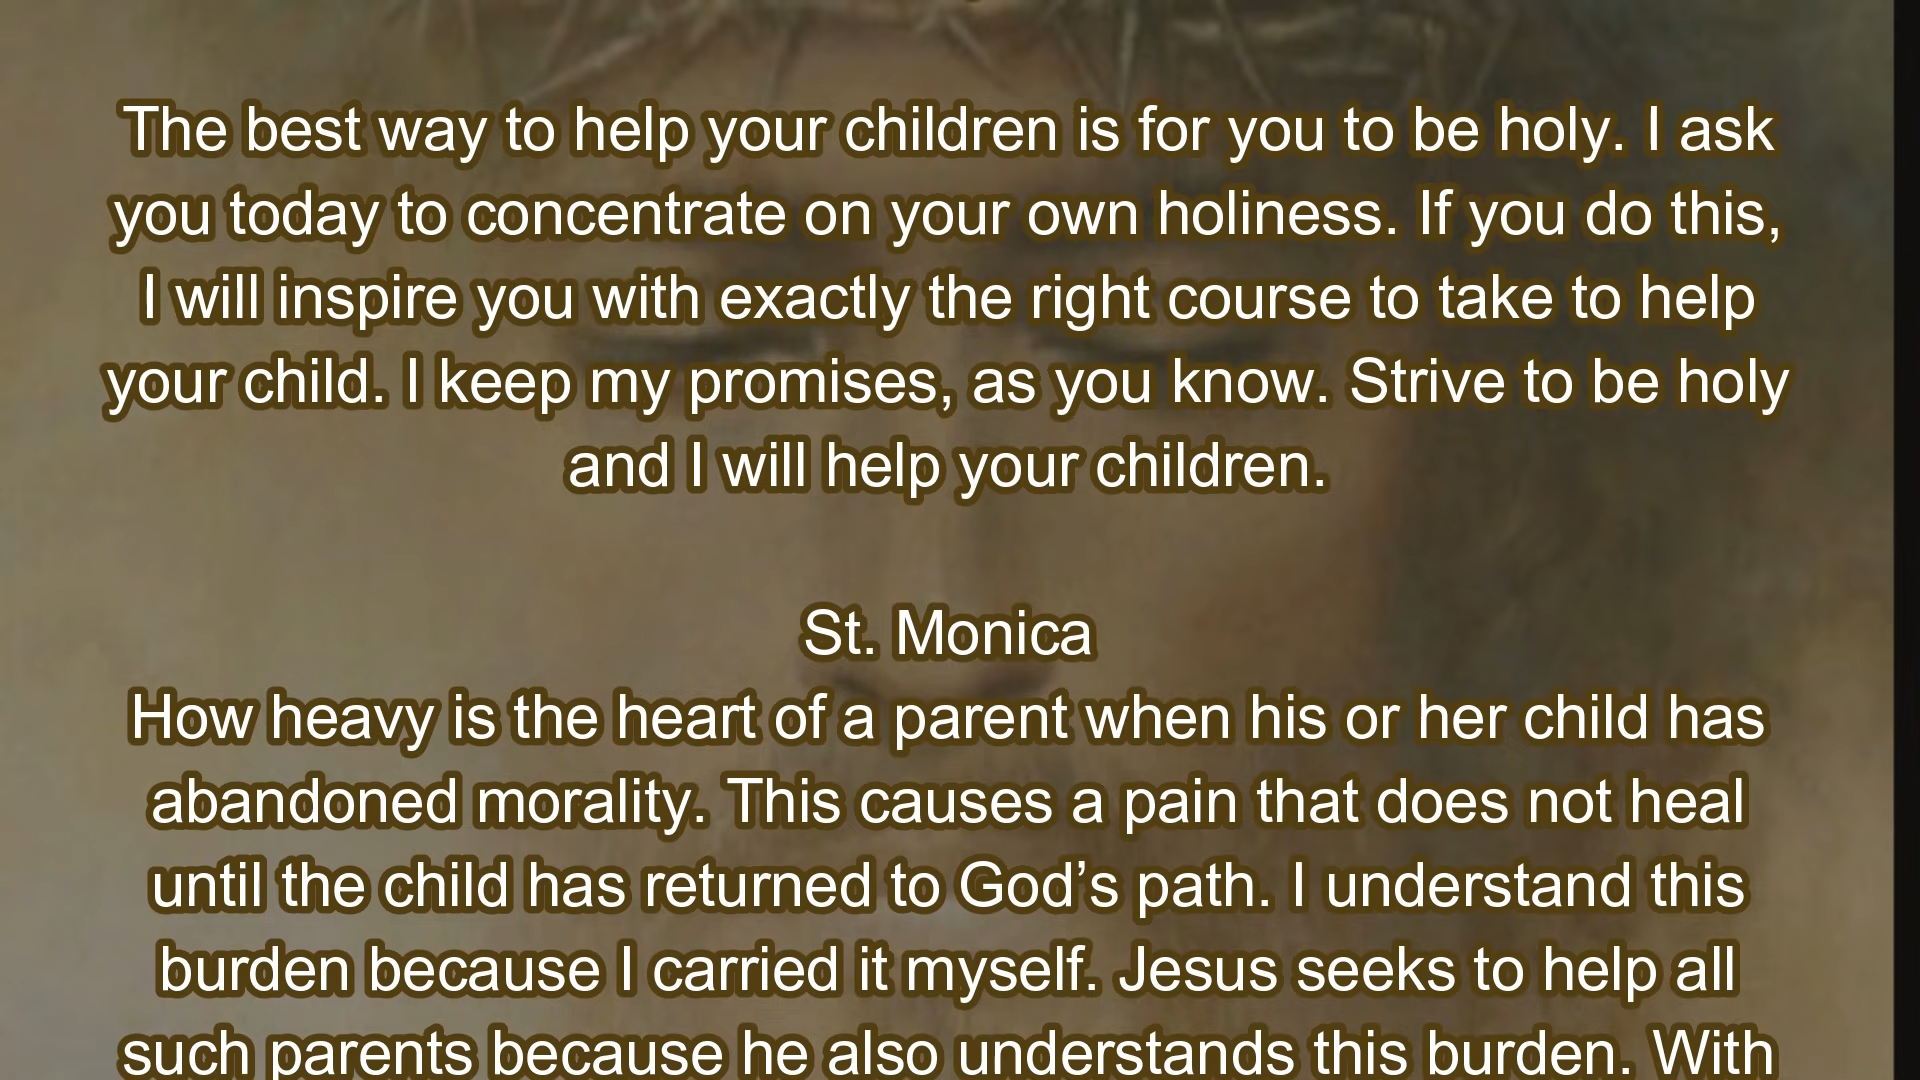 The best way to help your children is for you to be holy. I ask
you today to concentrate on your own holiness. If you do this,
I will inspire you with exactly the right course to take to help
your child. I keep my promises, as you know. Strive to be holy
and I will help your children.
St. Monica
How heavy is the heart of a parent when his or her child has
abandoned morality. This causes a pain that does not heal
until the child has returned to God’s path. I understand this
burden because I carried it myself. Jesus seeks to help all
such parents because he also understands this burden. With